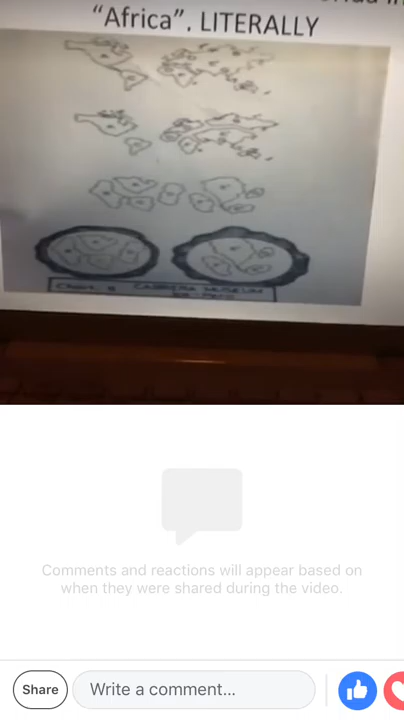 "Africa", LITERALLY
Comments and reactions will appear based on
when they were shared during the video.
Share
Write a comment...